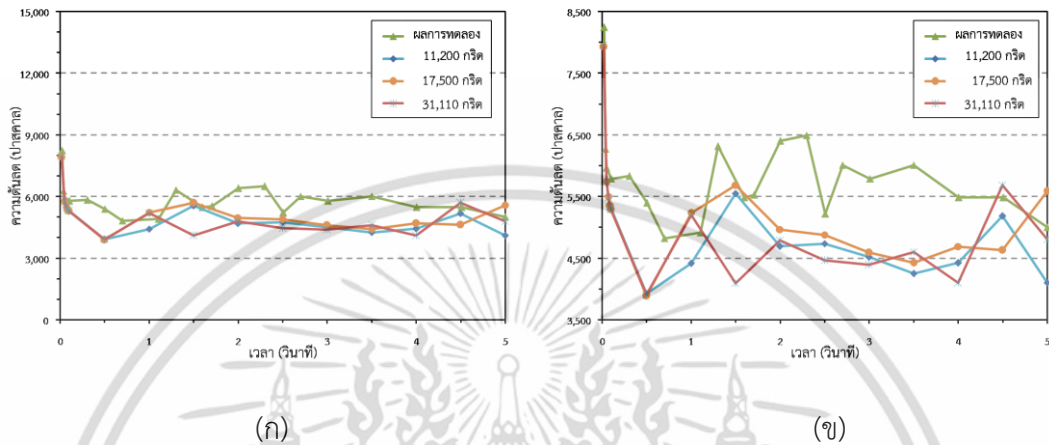 15,000
12,000
9,000
6,000
3,000
0
ความดันลด (ปาสคาล)
ผลการทดลอง
11,200 กริด
17,500 กริด
31,110 กริด
0 1 2 3 4 5
เวลา (วินาที)
(ก)
8,500
7,500
6,500
5,500
4,500
3,500
ความดันลด (ปาสคาล)
ผลการทดลอง
11,200 กริด
17,500 กริด
31,110 กริด
0 1 2 3 4 5
เวลา (วินาที)
(ข)